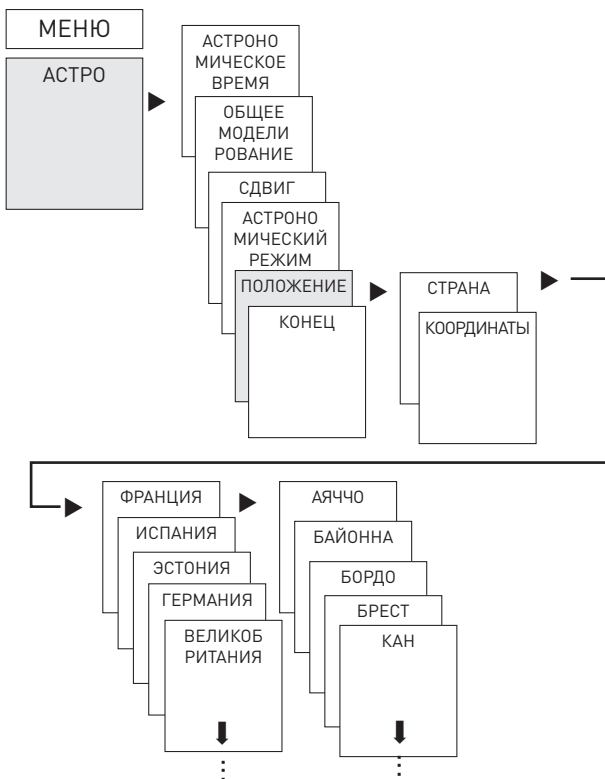 МЕНЮ
АСТРО
АСТРОНО
МИЧЕСКОЕ
ВРЕМЯ
ОБЩЕЕ
МОДЕЛИ
РОВАНИЕ
СДВИГ
АСТРОНО
МИЧЕСКИЙ
РЕЖИМ
ПОЛОЖЕНИЕ
КОНЕЦ
СТРАНА
КООРДИНАТЫ
ФРАНЦИЯ
ИСПАНИЯ
ЭСТОНИЯ
ГЕРМАНИЯ
ВЕЛИКОБ
РИТАНИЯ
АЯЧЧО
БАЙОННА
БОРДО
БРЕСТ
КАН